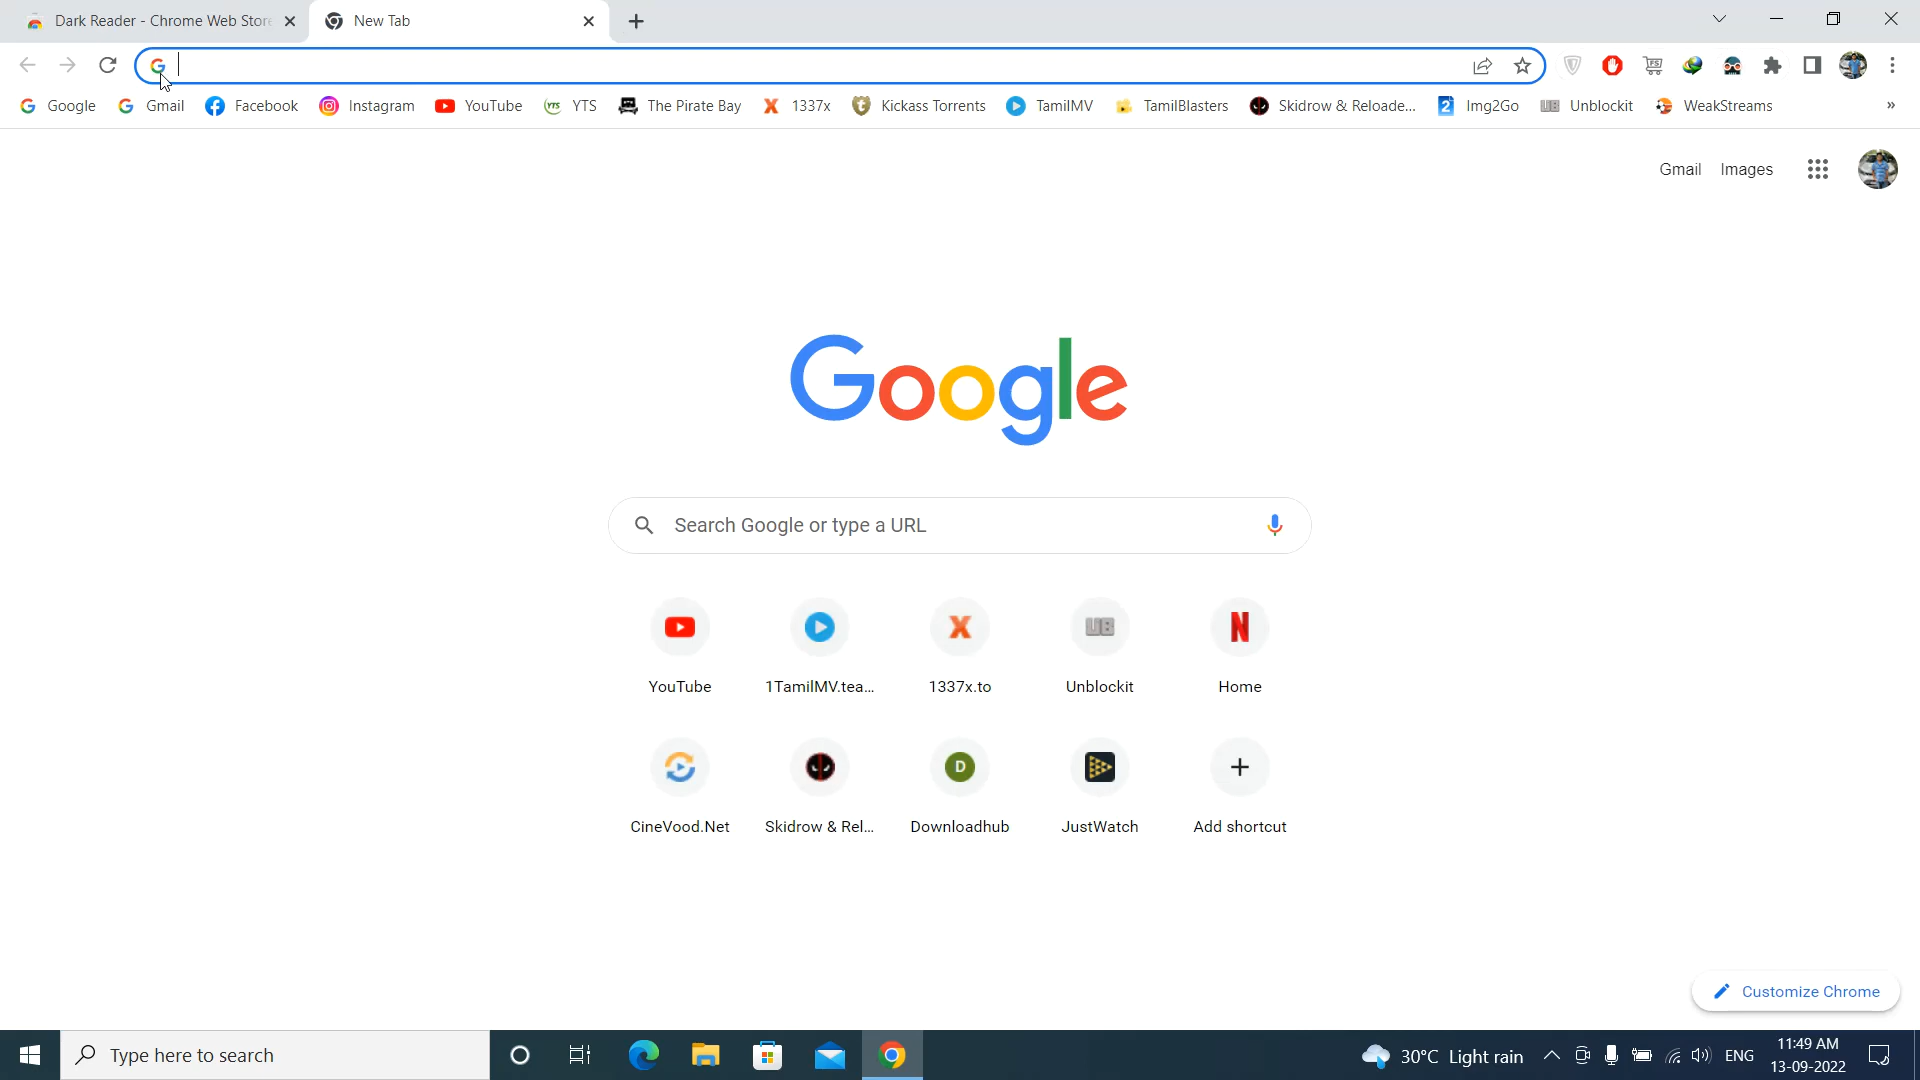 Dark Reader - Chrome Web Store
New Tab
Google
Gmail
Facebook
Instagram
YouTube
YTS
The Pirate Bay
1337x
Kickass Torrents
TamilMV
TamilBlasters
Skidrow & Reloade...
Img2Go
Unblockit
WeakStreams
»
Gmail
Images
Google
Search Google or type a URL
YouTube
1TamilMV.tea...
1337x.to
Unblockit
Home
CineVood.Net
Skidrow & Rel...
Downloadhub
JustWatch
Add shortcut
Customize Chrome
Type here to search
30°C Light rain
ENG
11:49 AM
13-09-2022